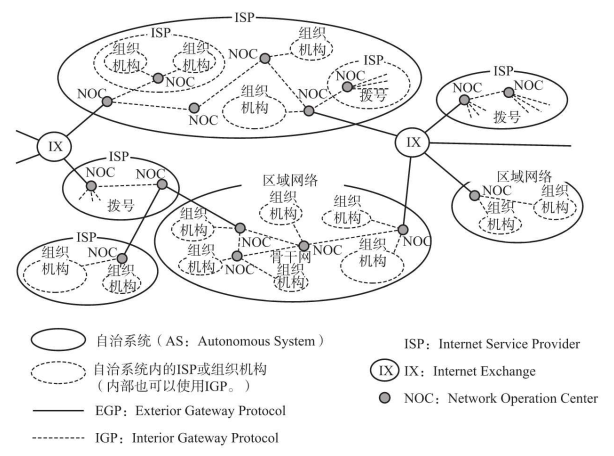 ISP
ISP
组织
机构
组织
机构
NOC
NOC
组织
机构
ISP
NOC
拨号
组织
机构
NOC
NOC
NOC
ISP
NOC
NOC
拨号
IX
IX
ISP
NOC
NOC
拨号
区域网络
NOC
组织
机构
组织
机构
区域网络
组织
机构
组织
机构
组织
机构
NOC
NOC
NOC
NOC
骨干网
组织
机构
组织
机构
组织
机构
ISP
组织
机构
NOC
组织
机构
自治系统（AS：Autonomous System）
自治系统内的ISP或组织机构
（内部也可以使用IGP。）
EGP：Exterior Gateway Protocol
IGP：Interior Gateway Protocol
ISP：Internet Service Provider
IX IX：Internet Exchange
NOC：Network Operation Center